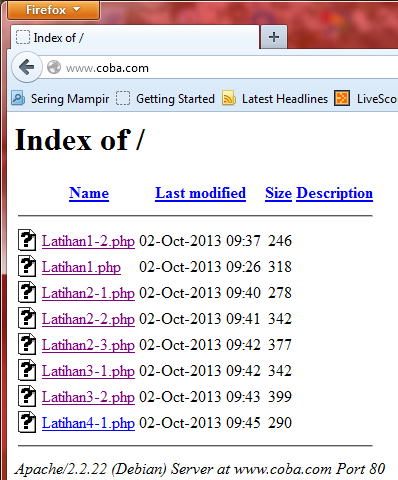 Firefox
Index of /
www.coba.com
Sering Mampir Getting Started Latest Headlines LiveSco
Index of /
Name Last modified Size Description
Latihan1-2.php 02-Oct-2013 09:37 246
Latihan1.php 02-Oct-2013 09:26 318
Latihan2-1.php 02-Oct-2013 09:40 278
Latihan2-2.php 02-Oct-2013 09:41 342
Latihan2-3.php 02-Oct-2013 09:42 377
Latihan3-1.php 02-Oct-2013 09:42 342
Latihan3-2.php 02-Oct-2013 09:43 399
Latihan4-1.php 02-Oct-2013 09:45 290
Apache/2.2.22 (Debian) Server at www.coba.com Port 80